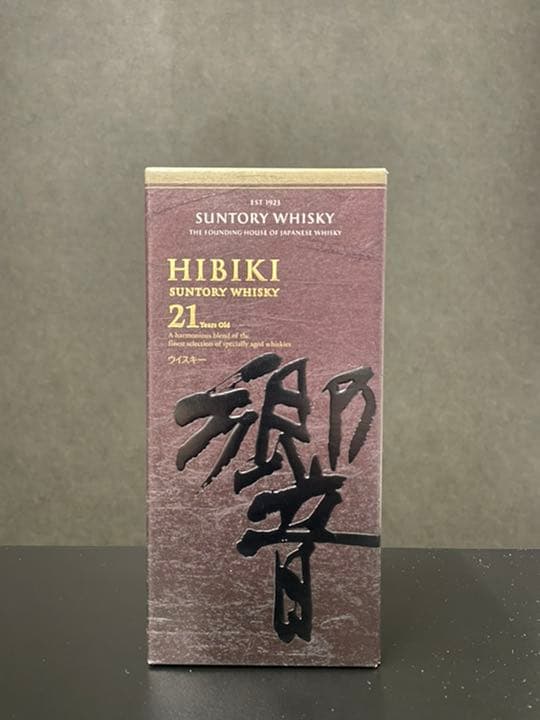 EST 1923
SUNTORY WHISKY
THE FOUNDING HOUSE OF JAPANESE WHISKY
HIBIKI
SUNTORY WHISKY
21 Years Old
A harmonious blend of the
finest selection of specially aged whiskies
ウイスキー
響